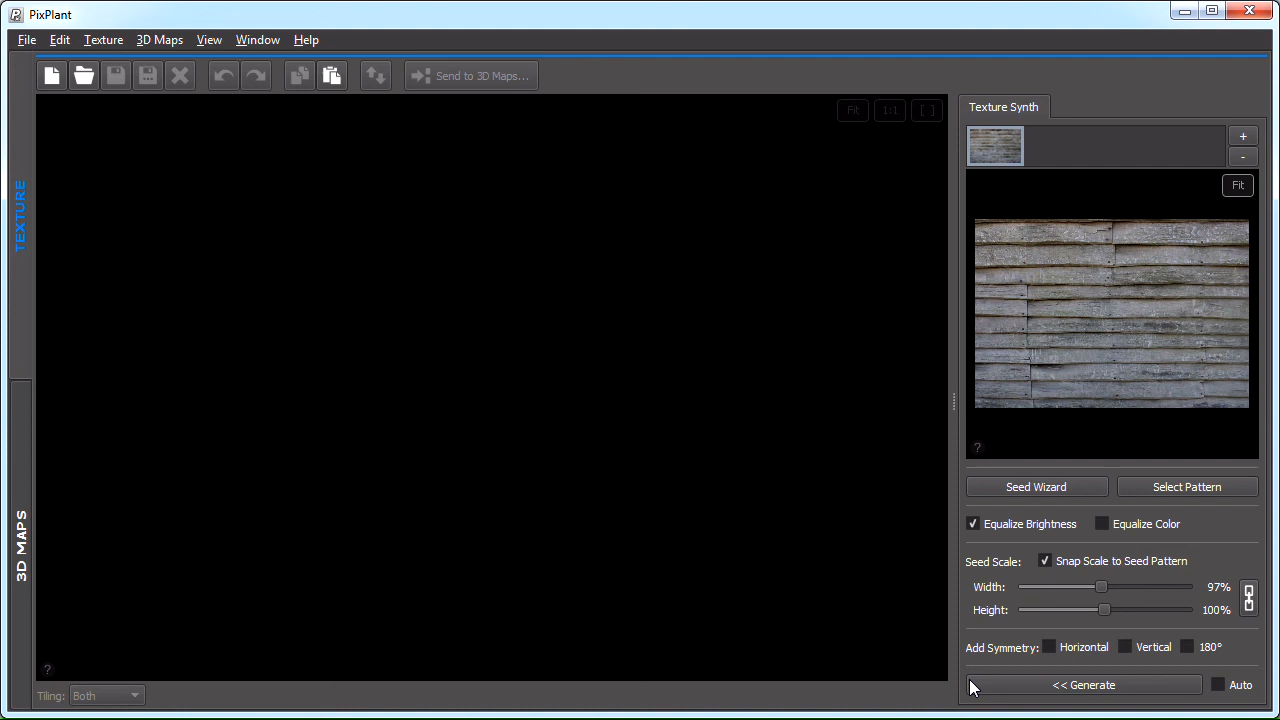 PixPlant
File Edit Texture 3D Maps View Window Help
Send to 3D Maps...
Fit 1:1 [ ]
TEXTURE
3D MAPS
?
Tiling: Both
Texture Synth
+
-
Fit
?
Seed Wizard Select Pattern
Equalize Brightness Equalize Color
Seed Scale: Snap Scale to Seed Pattern
Width: 97%
Height: 100%
Add Symmetry: Horizontal Vertical 180°
<< Generate Auto